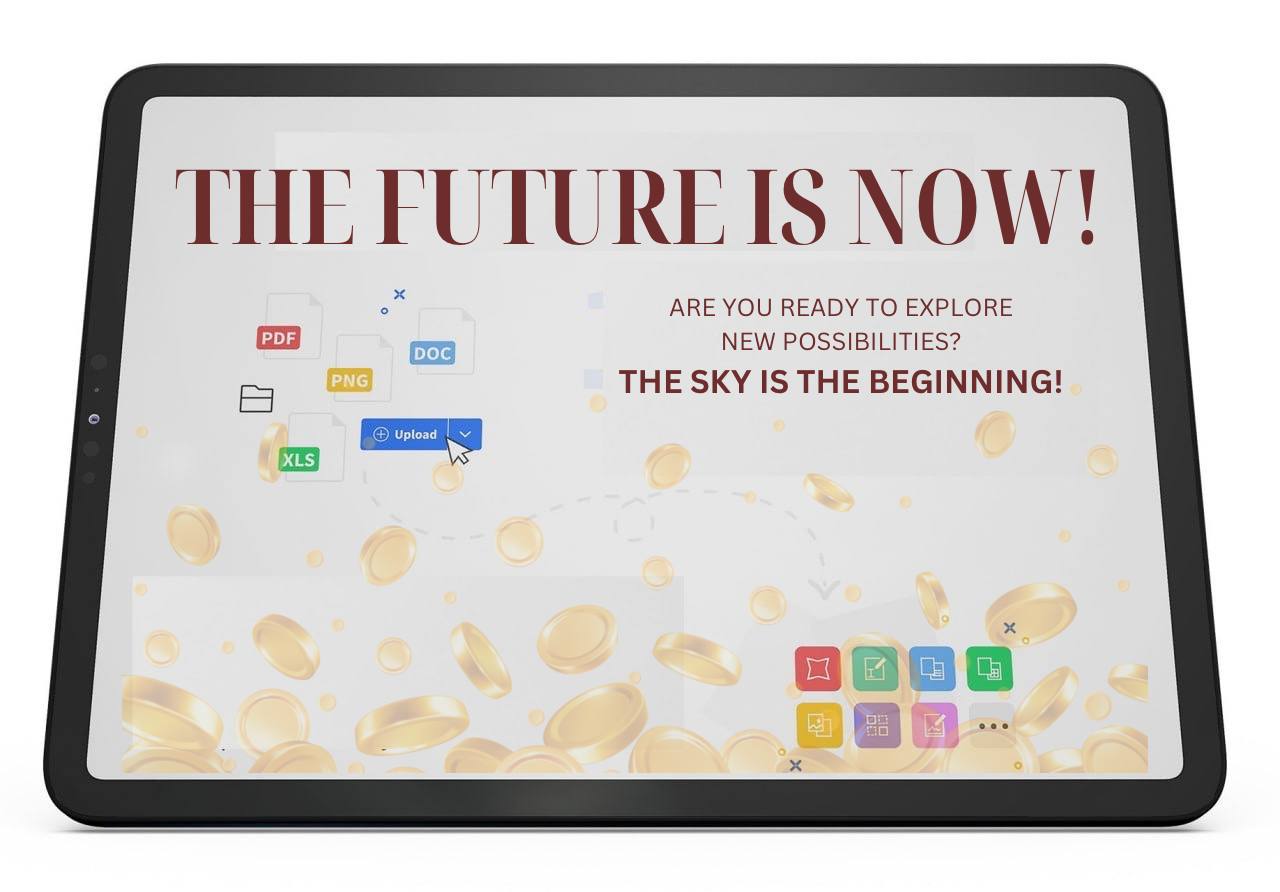 THE FUTURE IS NOW!
ARE YOU READY TO EXPLORE
NEW POSSIBILITIES?
THE SKY IS THE BEGINNING!
PDF
DOC
PNG
Upload
XLS